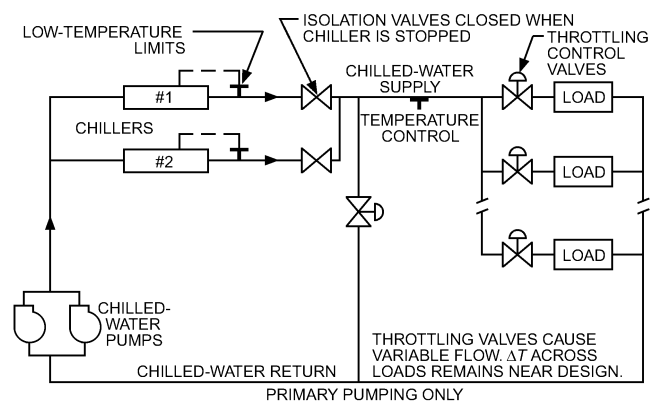 ISOLATION VALVES CLOSED WHEN
CHILLER IS STOPPED
LOW-TEMPERATURE
LIMITS
THROTTLING
CONTROL
VALVES
CHILLED-WATER
SUPPLY
#1
LOAD
TEMPERATURE
CONTROL
CHILLERS
#2
LOAD
LOAD
CHILLED-
WATER
PUMPS
THROTTLING VALVES CAUSE
VARIABLE FLOW. ΔT ACROSS
LOADS REMAINS NEAR DESIGN.
CHILLED-WATER RETURN
PRIMARY PUMPING ONLY